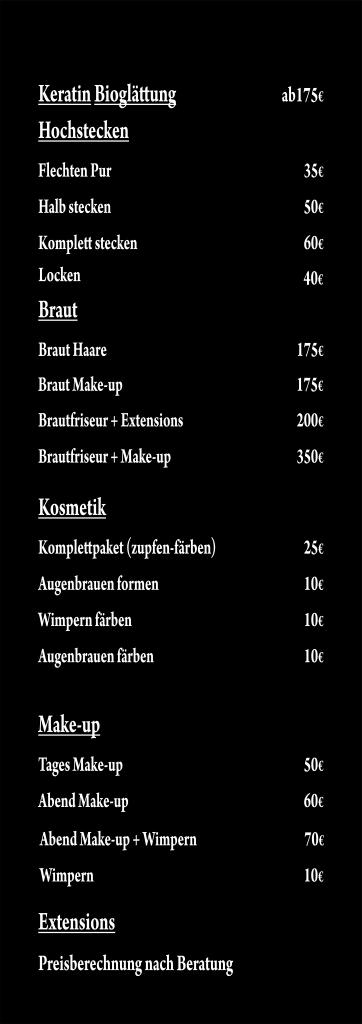 Keratin Bioglättung ab175€
Hochstecken
Flechten Pur 35€
Halb stecken 50€
Komplett stecken 60€
Locken 40€
Braut
Braut Haare 175€
Braut Make-up 175€
Brautfriseur + Extensions 200€
Brautfriseur + Make-up 350€
Kosmetik
Komplettpaket (zupfen-färben) 25€
Augenbrauen formen 10€
Wimpern färben 10€
Augenbrauen färben 10€
Make-up
Tages Make-up 50€
Abend Make-up 60€
Abend Make-up + Wimpern 70€
Wimpern 10€
Extensions
Preisberechnung nach Beratung